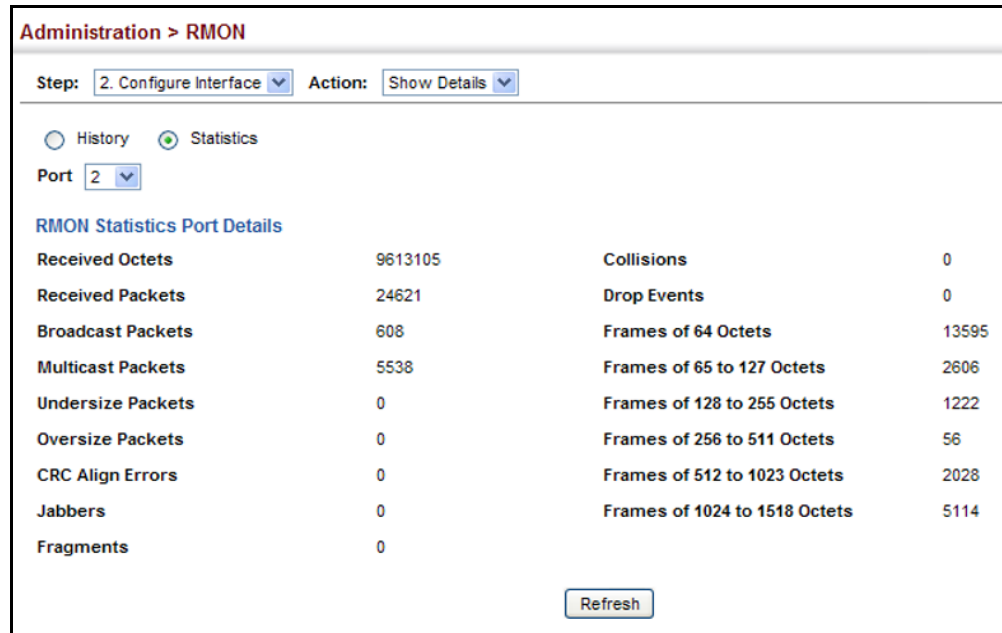 Administration > RMON
Step: 2. Configure Interface Action: Show Details
History Statistics
Port 2
RMON Statistics Port Details
Received Octets 9613105 Collisions 0
Received Packets 24621 Drop Events 0
Broadcast Packets 608 Frames of 64 Octets 13595
Multicast Packets 5538 Frames of 65 to 127 Octets 2606
Undersize Packets 0 Frames of 128 to 255 Octets 1222
Oversize Packets 0 Frames of 256 to 511 Octets 56
CRC Align Errors 0 Frames of 512 to 1023 Octets 2028
Jabbers 0 Frames of 1024 to 1518 Octets 5114
Fragments 0
Refresh